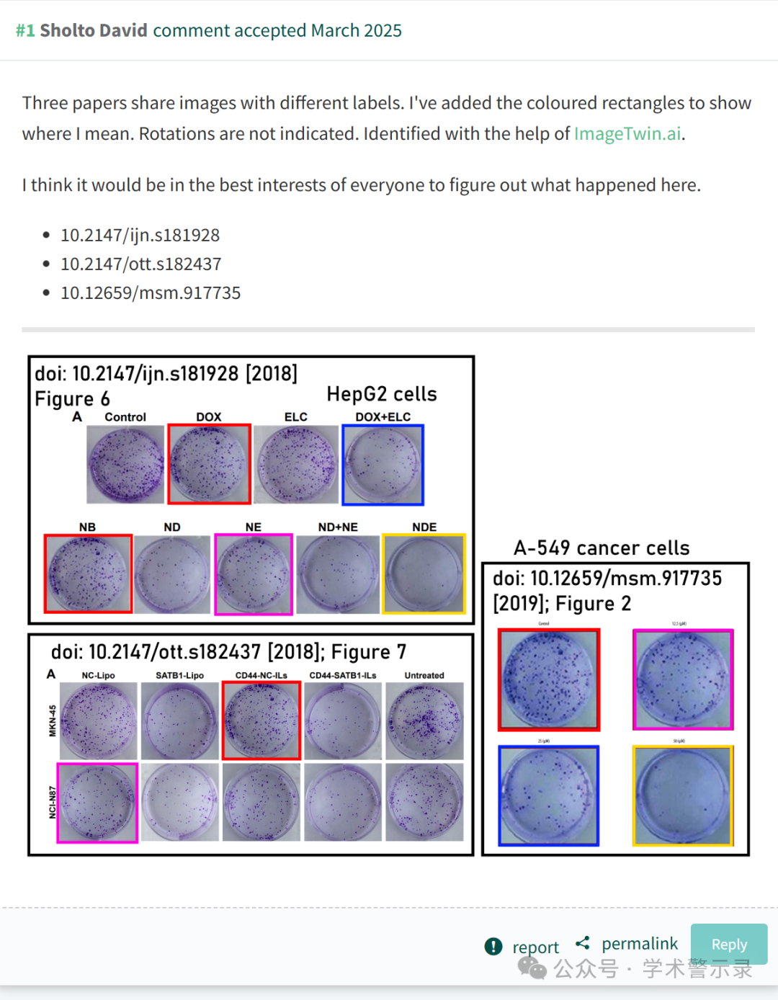 #1 Sholto David comment accepted March 2025
Three papers share images with different labels. I've added the coloured rectangles to show
where I mean. Rotations are not indicated. Identified with the help of ImageTwin.ai.
I think it would be in the best interests of everyone to figure out what happened here.
• 10.2147/ijn.s181928
• 10.2147/ott.s182437
• 10.12659/msm.917735
doi: 10.2147/ijn.s181928 [2018]
Figure 6
HepG2 cells
A Control DOX ELC DOX+ELC
NB ND NE ND+NE NDE
doi: 10.2147/ott.s182437 [2018]; Figure 7
A NC-Lipo SATB1-Lipo CD44-NC-ILs CD44-SATB1-ILs Untreated
MKN-45
NCI-N87
A-549 cancer cells
doi: 10.12659/msm.917735
[2019]; Figure 2
Control 12.5 (µM)
25 (µM) 50 (µM)
report permalink Reply
公众号 · 学术警示录